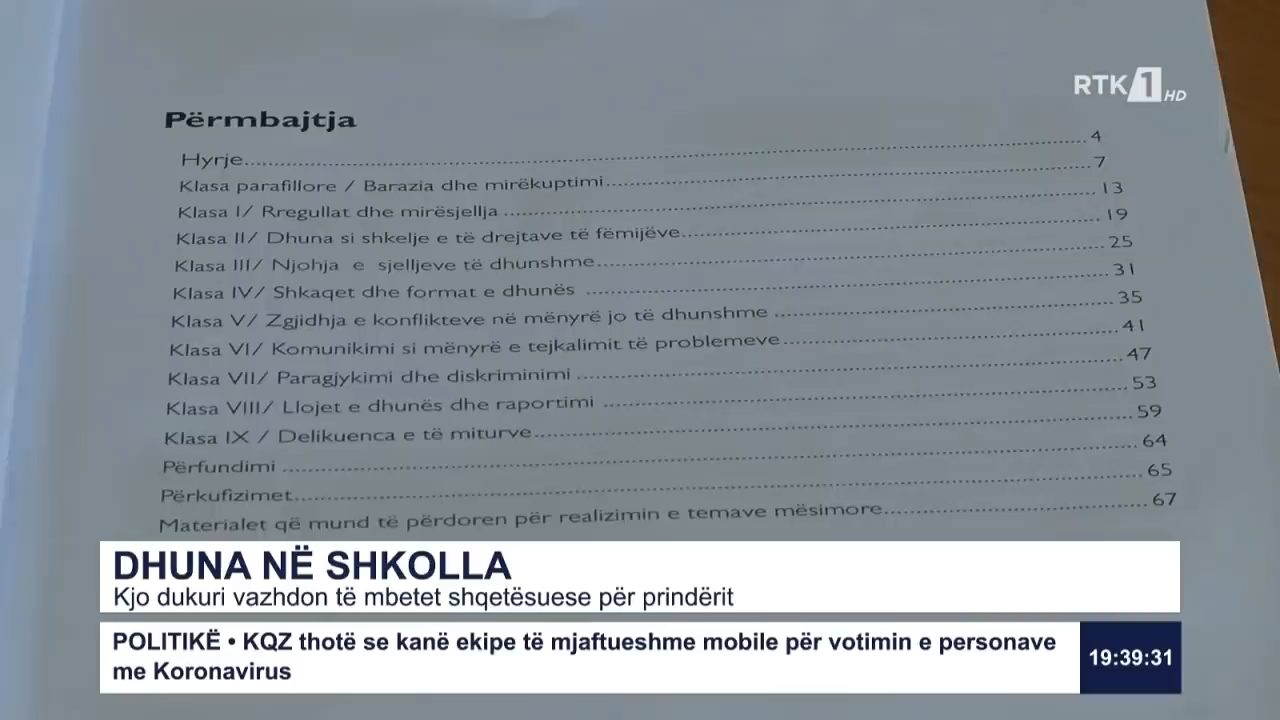 RTK 1 HD
Përmbajtja
Hyrje........ 4
Klasa parafillore / Barazia dhe mirëkuptimi........ 7
Klasa I/ Rregullat dhe mirësjellja ........ 13
Klasa II/ Dhuna si shkelje e të drejtave të fëmijëve........ 19
Klasa III/ Njohja e sjelljeve të dhunshme........ 25
Klasa IV/ Shkaqet dhe format e dhunës ........ 31
Klasa V/ Zgjidhja e konflikteve në mënyrë jo të dhunshme ........ 35
Klasa VI/ Komunikimi si mënyrë e tejkalimit të problemeve........ 41
Klasa VII/ Paragjykimi dhe diskriminimi ........ 47
Klasa VIII/ Llojet e dhunës dhe raportimi ........ 53
Klasa IX / Delikuenca e të miturve........ 59
Përfundimi ........ 64
Përkufizimet........ 65
Materialet që mund të përdoren për realizimin e temave mësimore........ 67
DHUNA NË SHKOLLA
Kjo dukuri vazhdon të mbetet shqetësuese për prindërit
POLITIKË • KQZ thotë se kanë ekipe të mjaftueshme mobile për votimin e personave
me Koronavirus
19:39:31